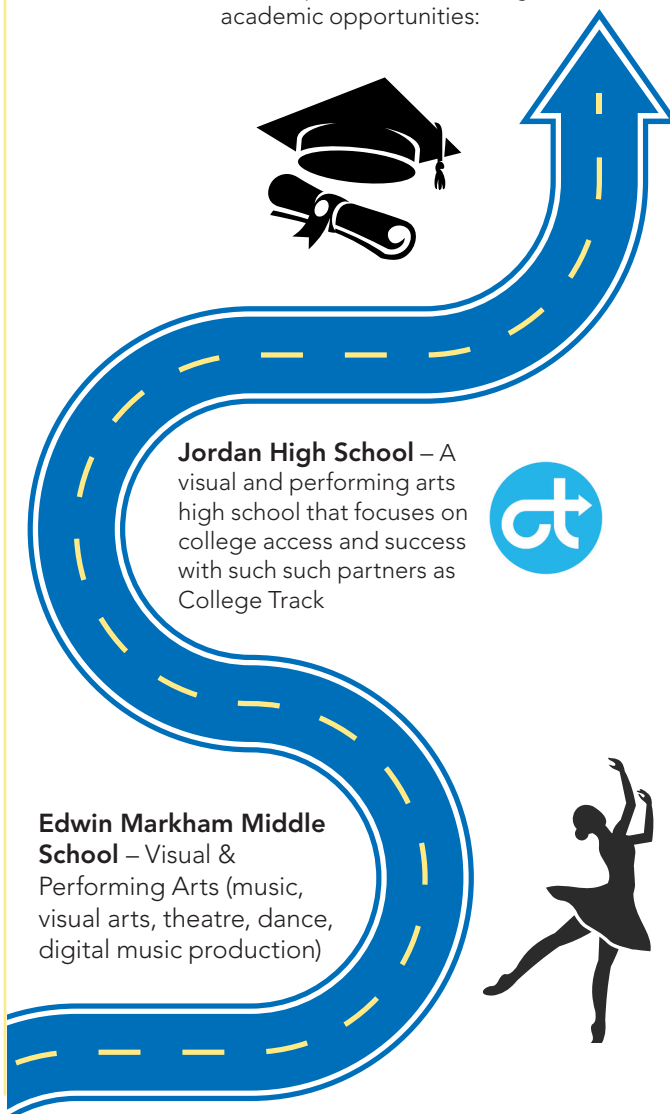 academic opportunities:
Jordan High School – A
visual and performing arts
high school that focuses on
college access and success
with such such partners as
College Track
ct
Edwin Markham Middle
School – Visual &
Performing Arts (music,
visual arts, theatre, dance,
digital music production)